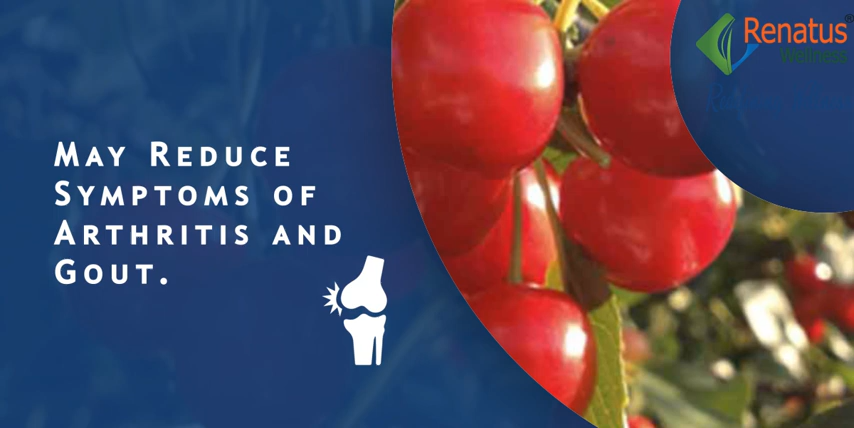 May Reduce
Symptoms of
Arthritis and
Gout.
Renatus®
Wellness